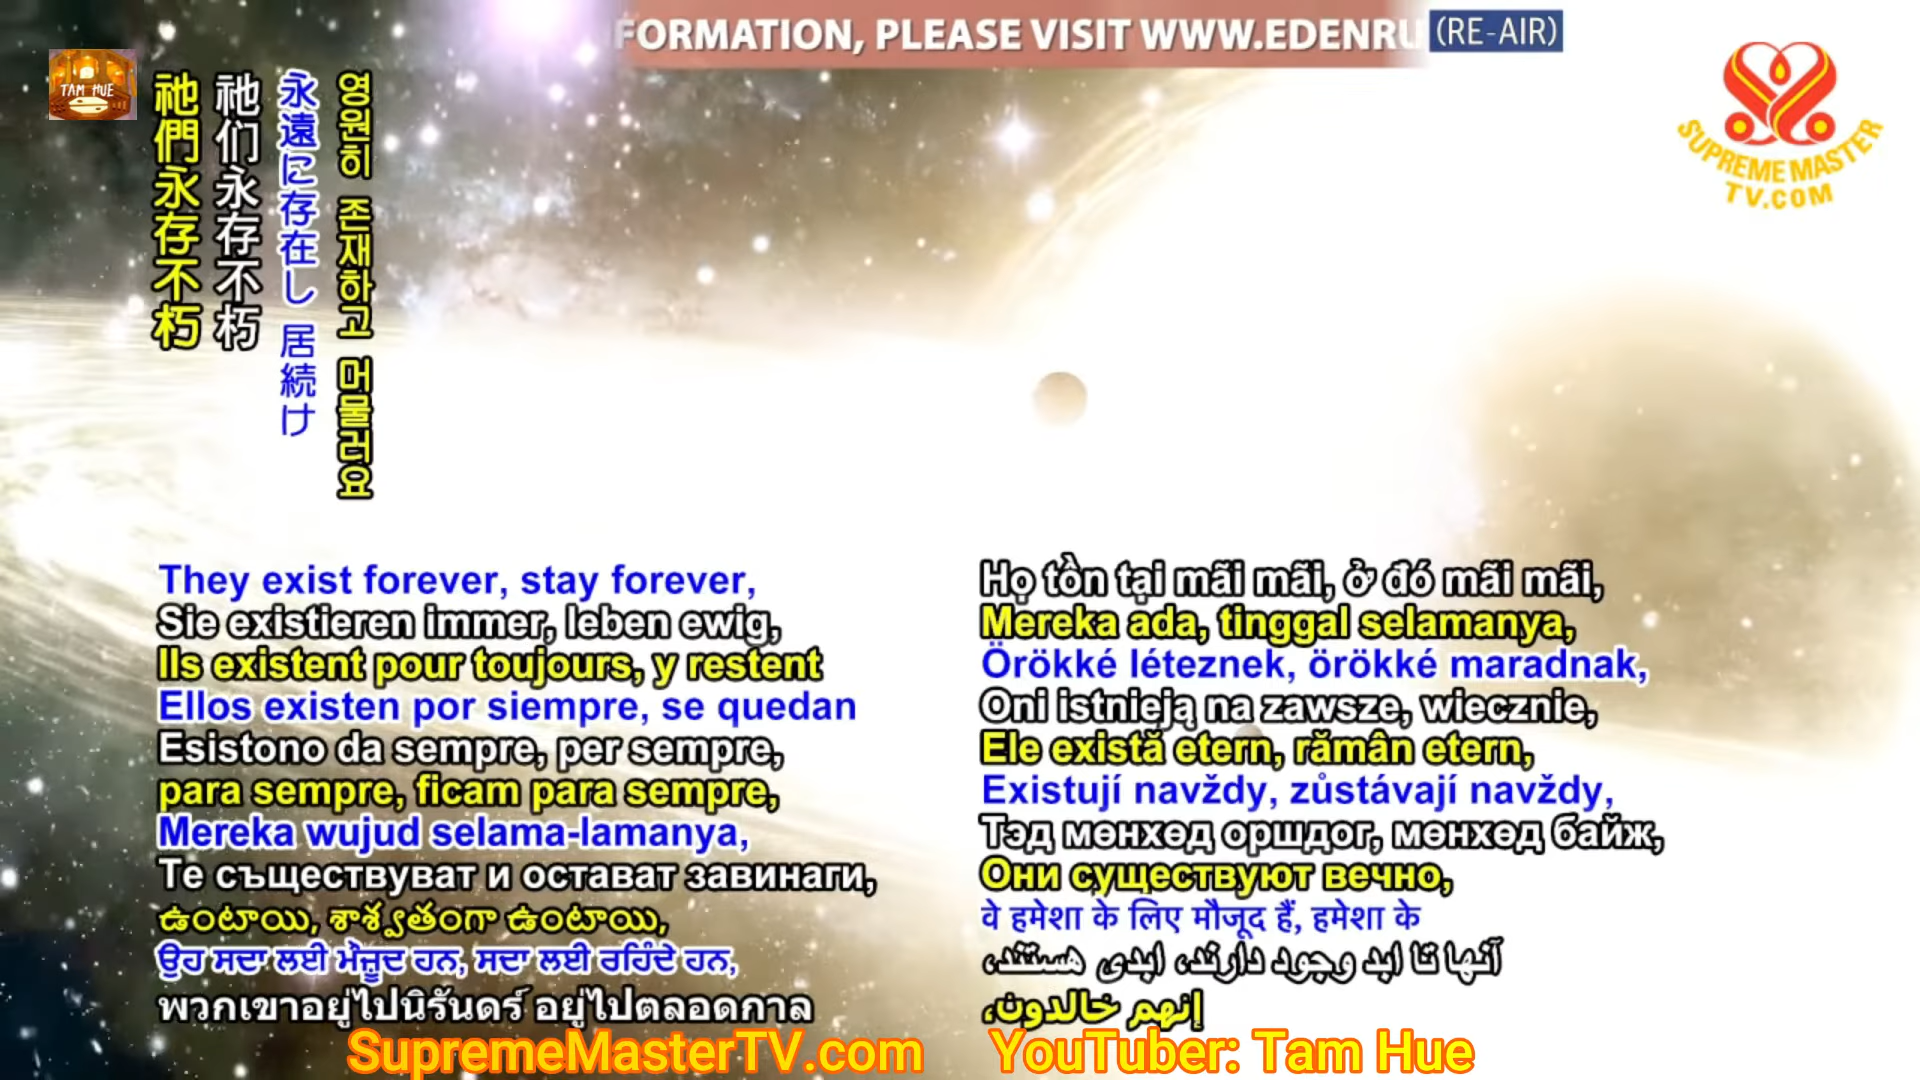 FORMATION, PLEASE VISIT WWW.EDENRU
(RE-AIR)
TAM HUE
SUPREME MASTER
TV.COM
祂們永存不朽
祂们永存不朽
永遠に存在し 居続け
영원히 존재하고 머물러요
They exist forever, stay forever,
Sie existieren immer, leben ewig,
Ils existent pour toujours, y restent
Ellos existen por siempre, se quedan
Esistono da sempre, per sempre,
para sempre, ficam para sempre,
Mereka wujud selama-lamanya,
Те съществуват и остават завинаги,
ఉంటాయి, శాశ్వతంగా ఉంటాయి,
ਉਹ ਸਦਾ ਲਈ ਮੌਜੂਦ ਹਨ, ਸਦਾ ਲਈ ਰਹਿੰਦੇ ਹਨ,
พวกเขาอยู่ไปนิรันดร์ อยู่ไปตลอดกาล
Họ tồn tại mãi mãi, ở đó mãi mãi,
Mereka ada, tinggal selamanya,
Örökké léteznek, örökké maradnak,
Oni istnieją na zawsze, wiecznie,
Ele există etern, rămân etern,
Existují navždy, zůstávají navždy,
Тэд мөнхөд оршдог, мөнхөд байж,
Они существуют вечно,
वे हमेशा के लिए मौजूद हैं, हमेशा के
آنها تا ابد وجود دارند، ابدی هستند،
إنهم خالدون،
SupremeMasterTV.com
YouTuber: Tam Hue